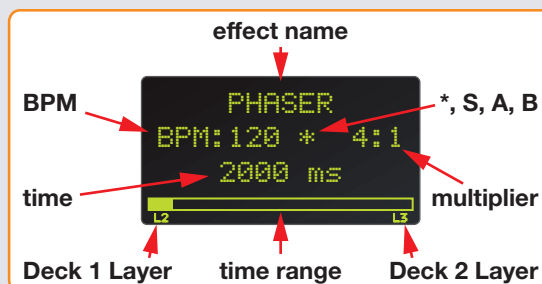 effect name
BPM
PHASER
*, S, A, B
BPM:120 * 4:1
2000 ms
time
multiplier
L2 L3
Deck 1 Layer time range Deck 2 Layer